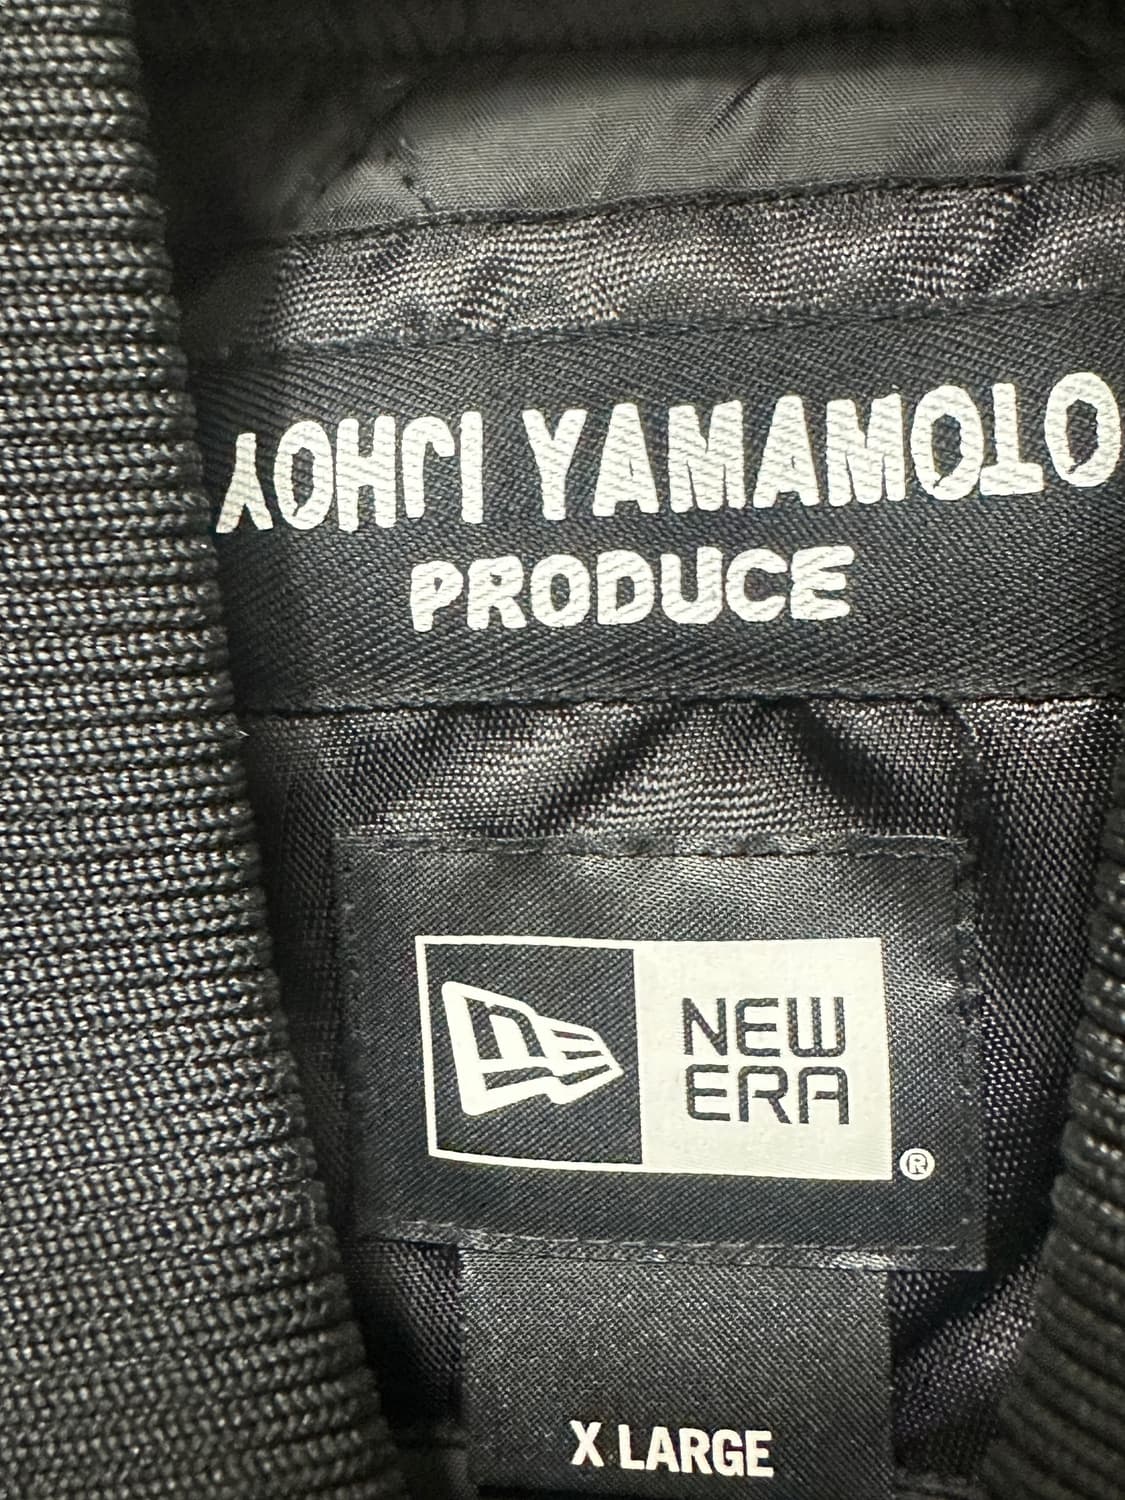 YOHJI YAMAMOTO
PRODUCE
NEW
ERA
®
X LARGE